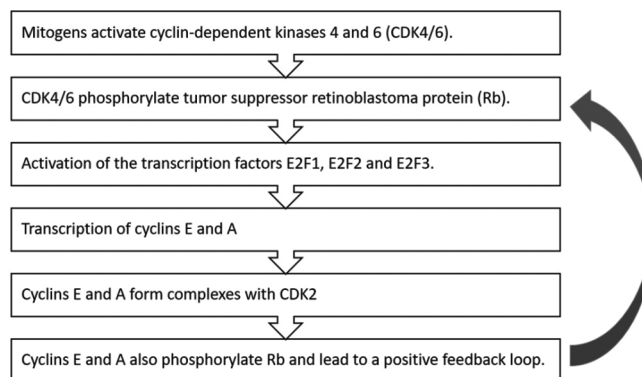 Mitogens activate cyclin-dependent kinases 4 and 6 (CDK4/6).
CDK4/6 phosphorylate tumor suppressor retinoblastoma protein (Rb).
Activation of the transcription factors E2F1, E2F2 and E2F3.
Transcription of cyclins E and A
Cyclins E and A form complexes with CDK2
Cyclins E and A also phosphorylate Rb and lead to a positive feedback loop.